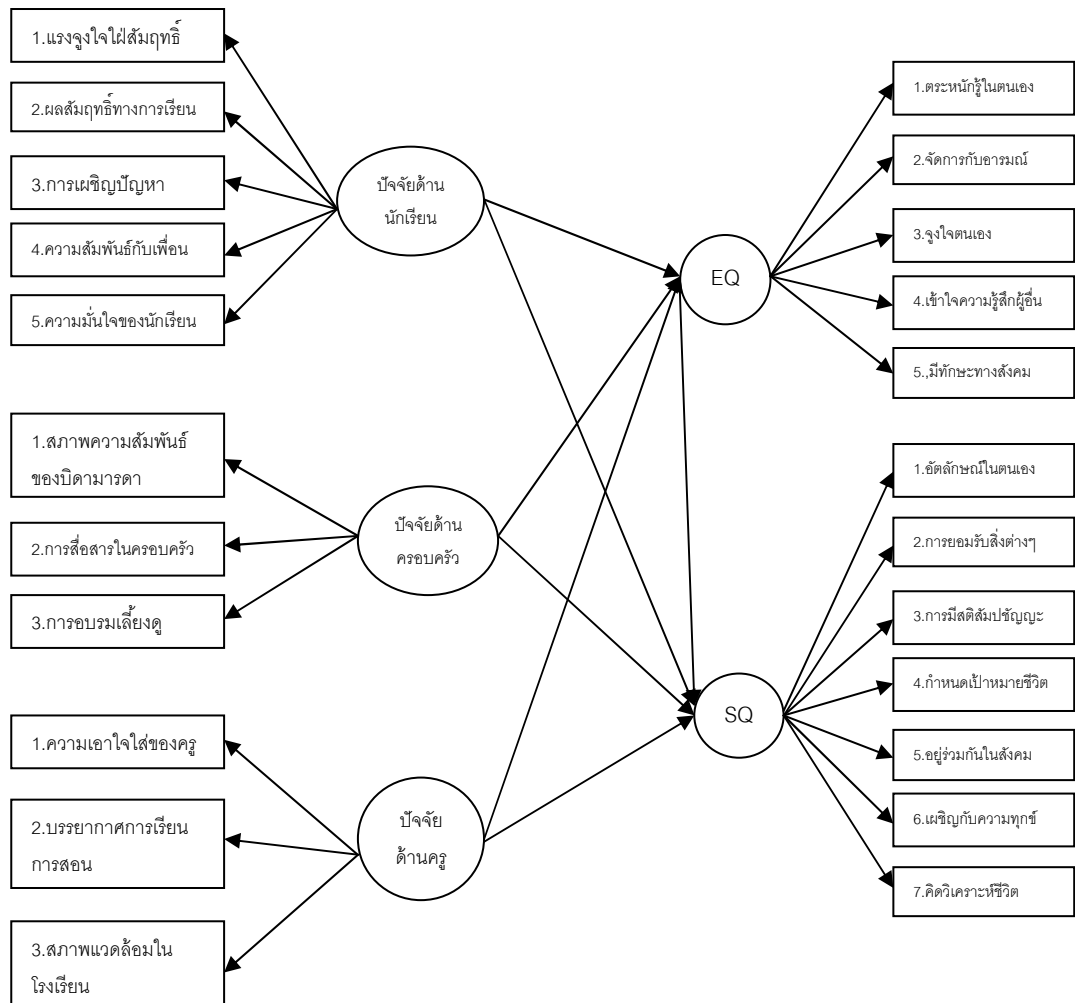 1.แรงจูงใจใฝ่สัมฤทธิ์
2.ผลสัมฤทธิ์ทางการเรียน
3.การเผชิญปัญหา
4.ความสัมพันธ์กับเพื่อน
5.ความมั่นใจของนักเรียน
ปัจจัยด้าน
นักเรียน
1.สภาพความสัมพันธ์
ของบิดามารดา
2.การสื่อสารในครอบครัว
3.การอบรมเลี้ยงดู
ปัจจัยด้าน
ครอบครัว
1.ความเอาใจใส่ของครู
2.บรรยากาศการเรียน
การสอน
3.สภาพแวดล้อมใน
โรงเรียน
ปัจจัย
ด้านครู
EQ
1.ตระหนักรู้ในตนเอง
2.จัดการกับอารมณ์
3.จูงใจตนเอง
4.เข้าใจความรู้สึกผู้อื่น
5.,มีทักษะทางสังคม
SQ
1.อัตลักษณ์ในตนเอง
2.การยอมรับสิ่งต่างๆ
3.การมีสติสัมปชัญญะ
4.กำหนดเป้าหมายชีวิต
5.อยู่ร่วมกันในสังคม
6.เผชิญกับความทุกข์
7.คิดวิเคราะห์ชีวิต